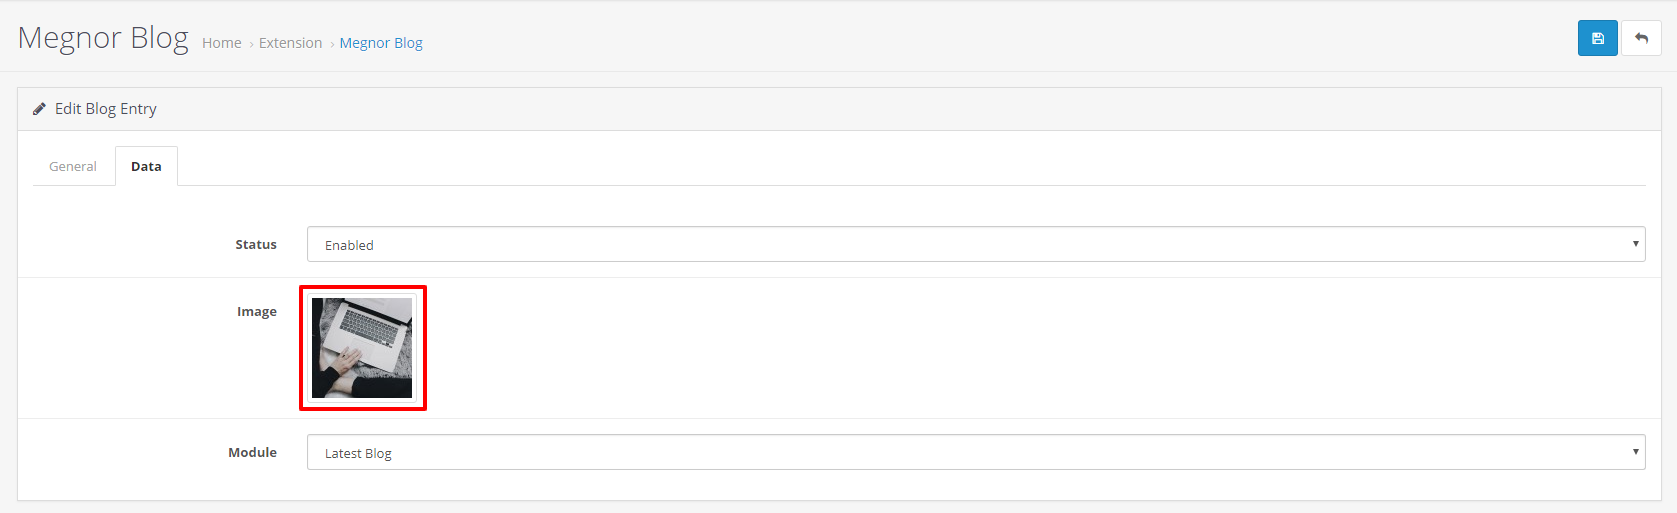 Megnor Blog Home › Extension › Megnor Blog
Edit Blog Entry
General Data
Status Enabled
Image
Module Latest Blog